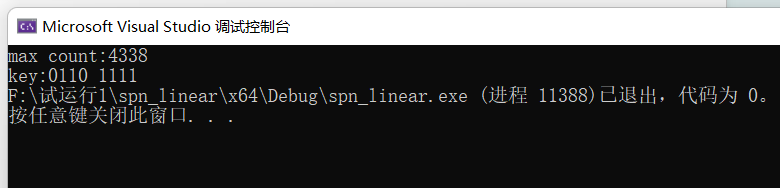 Microsoft Visual Studio 调试控制台
max count:4338
key:0110 1111
F:\试运行1\spn_linear\x64\Debug\spn_linear.exe (进程 11388)已退出，代码为 0。
按任意键关闭此窗口. . .